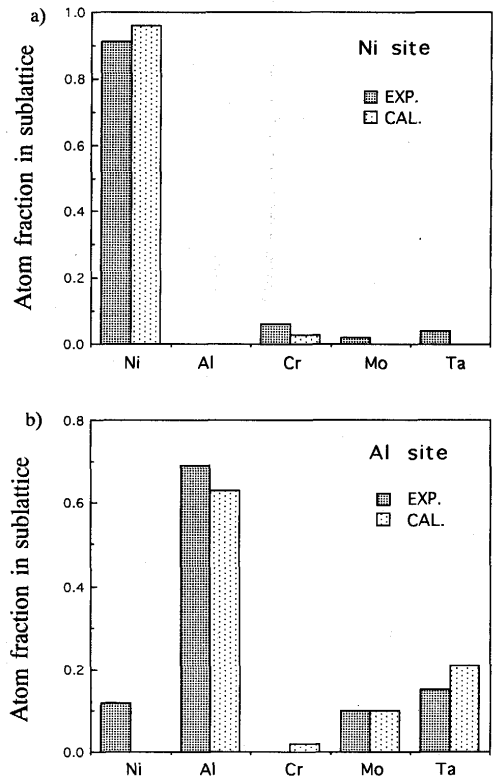 a)
1.0
Ni site
EXP.
CAL.
0.8
0.6
0.4
0.2
0.0
Atom fraction in sublattice
Ni Al Cr Mo Ta
b)
0.8
Al site
EXP.
CAL.
0.6
0.4
0.2
0.0
Atom fraction in sublattice
Ni Al Cr Mo Ta